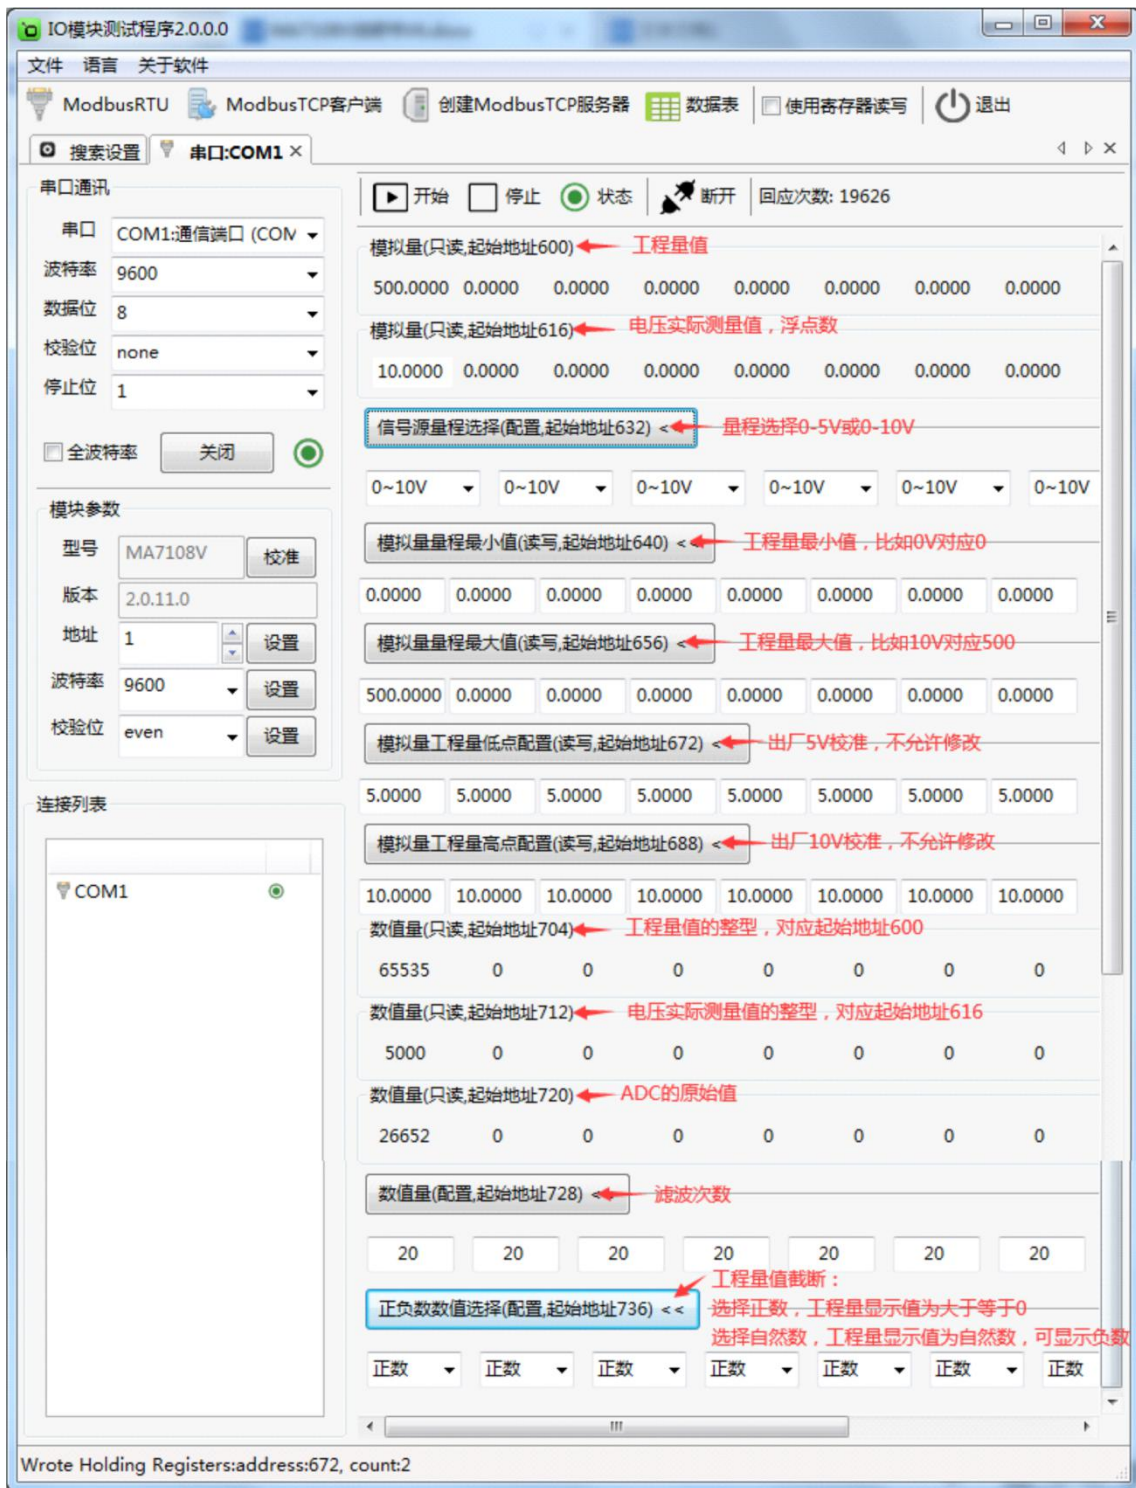 IO模块测试程序2.0.0.0
文件 语言 关于软件
ModbusRTU ModbusTCP客户端 创建ModbusTCP服务器 数据表 使用寄存器读写 退出
搜索设置 串口:COM1 ×
串口通讯
串口 COM1:通信端口 (COM
波特率 9600
数据位 8
校验位 none
停止位 1
全波特率 关闭
模块参数
型号 MA7108V 校准
版本 2.0.11.0
地址 1 设置
波特率 9600 设置
校验位 even 设置
连接列表
COM1
开始 停止 状态 断开 回应次数: 19626
模拟量(只读,起始地址600) 工程量值
500.0000 0.0000 0.0000 0.0000 0.0000 0.0000 0.0000 0.0000
模拟量(只读,起始地址616) 电压实际测量值，浮点数
10.0000 0.0000 0.0000 0.0000 0.0000 0.0000 0.0000 0.0000
信号源量程选择(配置,起始地址632) < 量程选择0-5V或0-10V
0~10V 0~10V 0~10V 0~10V 0~10V 0~10V
模拟量量程最小值(读写,起始地址640) < 工程量最小值，比如0V对应0
0.0000 0.0000 0.0000 0.0000 0.0000 0.0000 0.0000 0.0000
模拟量量程最大值(读写,起始地址656) < 工程量最大值，比如10V对应500
500.0000 0.0000 0.0000 0.0000 0.0000 0.0000 0.0000 0.0000
模拟量工程量低点配置(读写,起始地址672) < 出厂5V校准，不允许修改
5.0000 5.0000 5.0000 5.0000 5.0000 5.0000 5.0000 5.0000
模拟量工程量高点配置(读写,起始地址688) < 出厂10V校准，不允许修改
10.0000 10.0000 10.0000 10.0000 10.0000 10.0000 10.0000 10.0000
数值量(只读,起始地址704) 工程量值的整型，对应起始地址600
65535 0 0 0 0 0 0 0
数值量(只读,起始地址712) 电压实际测量值的整型，对应起始地址616
5000 0 0 0 0 0 0 0
数值量(只读,起始地址720) ADC的原始值
26652 0 0 0 0 0 0 0
数值量(配置,起始地址728) < 滤波次数
20 20 20 20 20 20 20
工程量值截断：
正负数数值选择(配置,起始地址736) << 选择正数，工程量显示值为大于等于0
选择自然数，工程量显示值为自然数，可显示负数
正数 正数 正数 正数 正数 正数 正数
Wrote Holding Registers:address:672, count:2